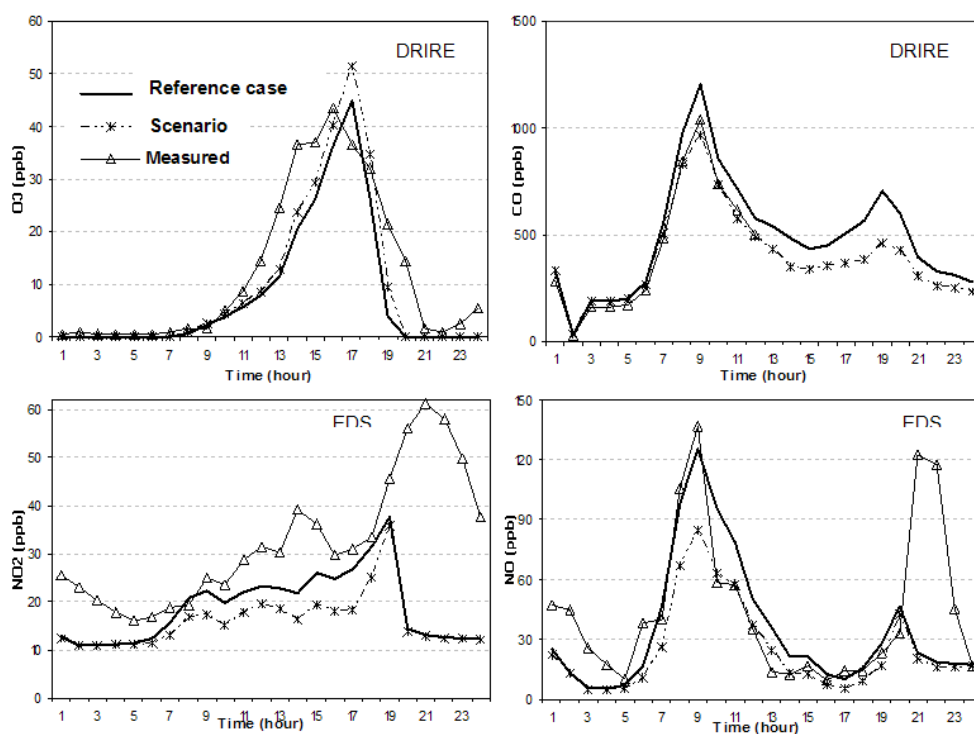 60
50
40
30
20
10
0
O3 (ppb)
DRIRE
Reference case
Scenario
Measured
1 3 5 7 9 11 13 15 17 19 21 23
Time (hour)
1500
1000
500
0
CO (ppb)
DRIRE
1 3 5 7 9 11 13 15 17 19 21 23
Time (hour)
60
50
40
30
20
10
0
NO2 (ppb)
EDS
1 3 5 7 9 11 13 15 17 19 21 23
Time (hour)
150
120
90
60
30
0
NO (ppb)
EDS
1 3 5 7 9 11 13 15 17 19 21 23
Time (hour)